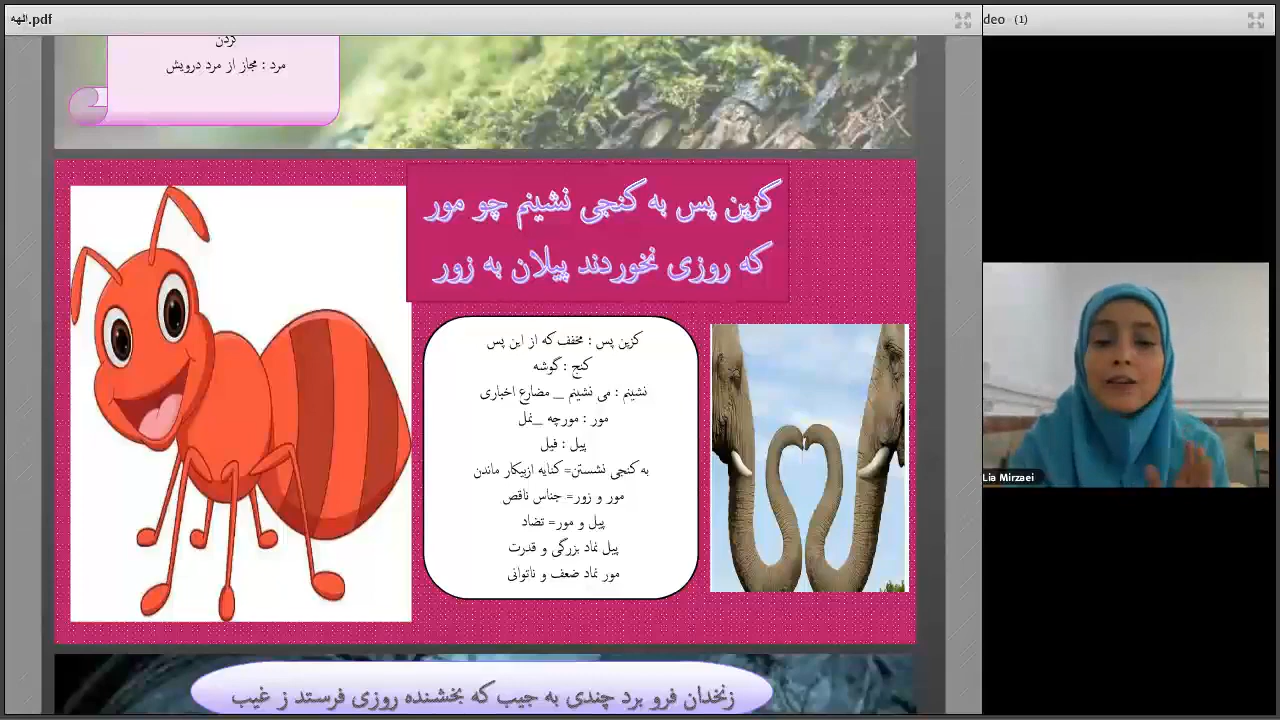 الهه.pdf
deo - (1)
کردن
مرد : مجاز از مرد درویش
کزین پس به کنجی نشینم چو مور
که روزی نخوردند پیلان به زور
کزین پس : مخفف که از این پس
کنج : گوشه
نشینم : می نشینم _ مضارع اخباری
مور : مورچه _نمل
پیل : فیل
به کنجی نشستن= کنایه ازبیکار ماندن
مور و زور= جناس ناقص
پیل و مور= تضاد
پیل نماد بزرگی و قدرت
مور نماد ضعف و ناتوانی
Lia Mirzaei
زنخدان فرو برد چندی به جیب که بخشنده روزی فرستد ز غیب